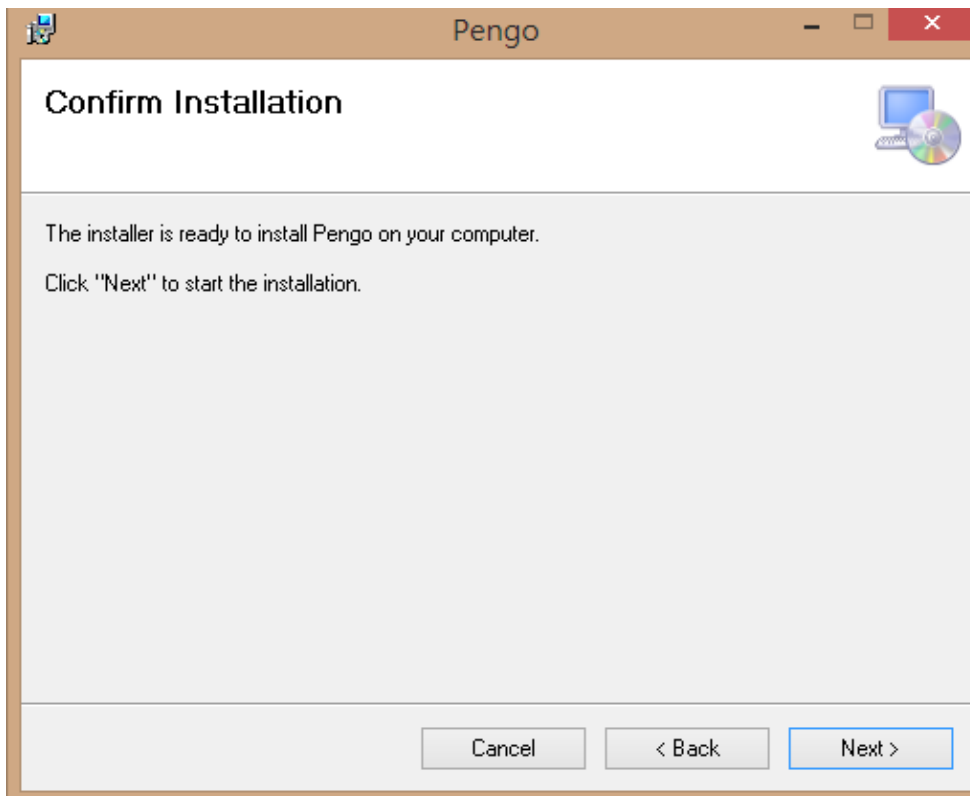 Pengo
Confirm Installation
The installer is ready to install Pengo on your computer.
Click "Next" to start the installation.
Cancel
< Back
Next >